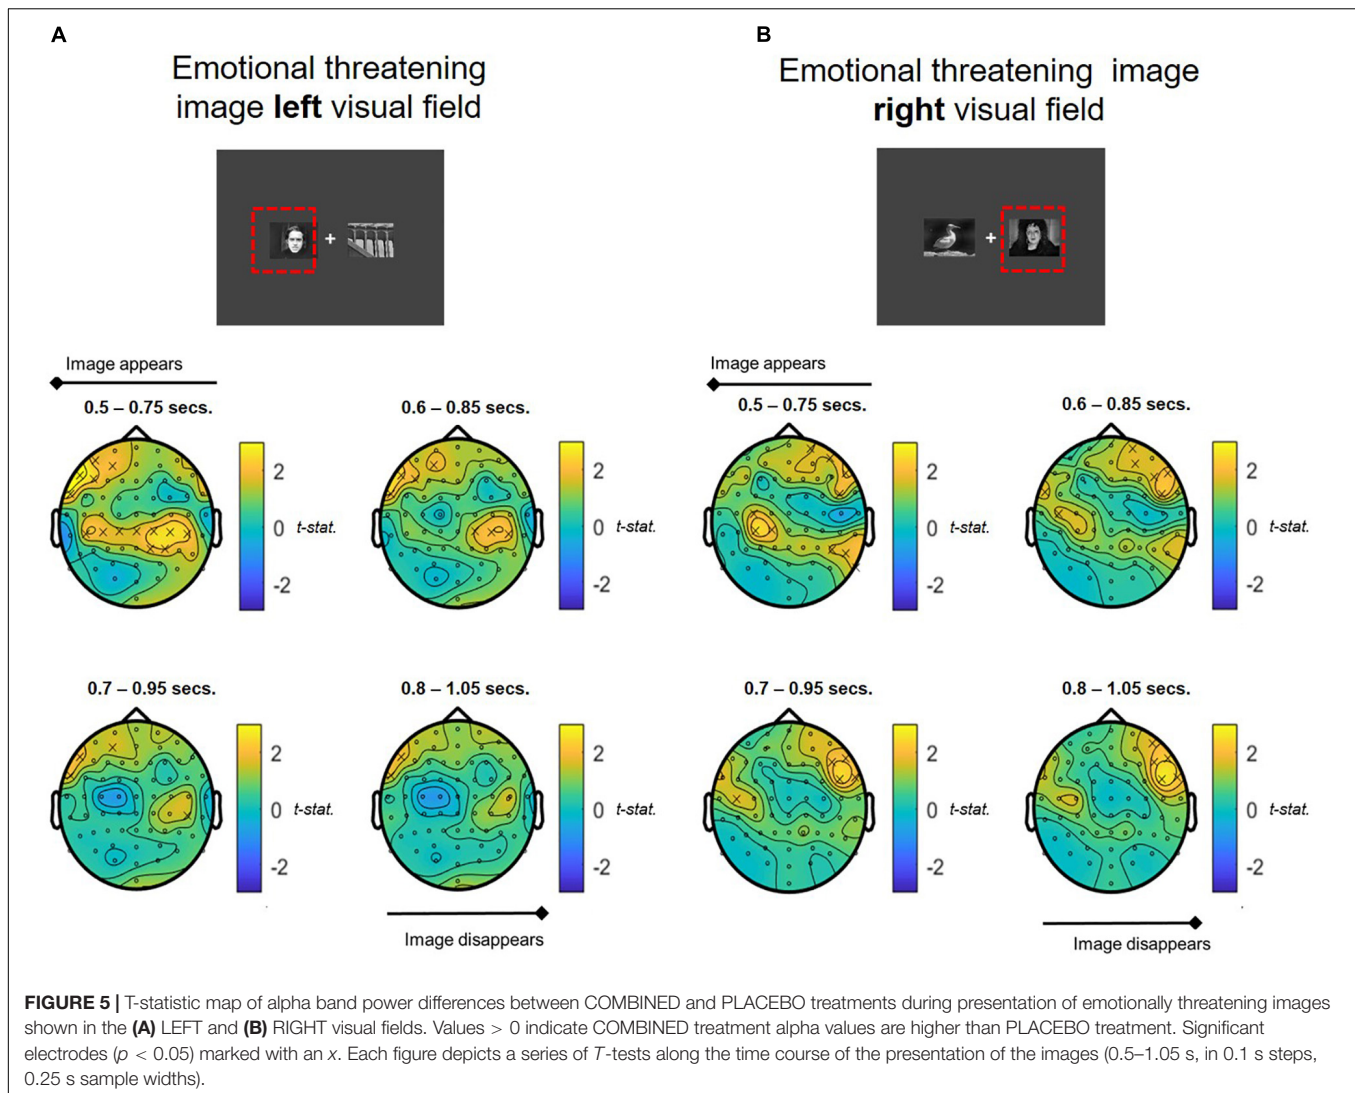 A
Emotional threatening
image left visual field
Image appears
0.5 – 0.75 secs.
0.6 – 0.85 secs.
2
0
-2
t-stat.
2
0
-2
t-stat.
0.7 – 0.95 secs.
0.8 – 1.05 secs.
2
0
-2
t-stat.
2
0
-2
t-stat.
Image disappears
B
Emotional threatening image
right visual field
Image appears
0.5 – 0.75 secs.
0.6 – 0.85 secs.
2
0
-2
t-stat.
2
0
-2
t-stat.
0.7 – 0.95 secs.
0.8 – 1.05 secs.
2
0
-2
t-stat.
2
0
-2
t-stat.
Image disappears
FIGURE 5 | T-statistic map of alpha band power differences between COMBINED and PLACEBO treatments during presentation of emotionally threatening images
shown in the (A) LEFT and (B) RIGHT visual fields. Values > 0 indicate COMBINED treatment alpha values are higher than PLACEBO treatment. Significant
electrodes (p < 0.05) marked with an x. Each figure depicts a series of T-tests along the time course of the presentation of the images (0.5–1.05 s, in 0.1 s steps,
0.25 s sample widths).